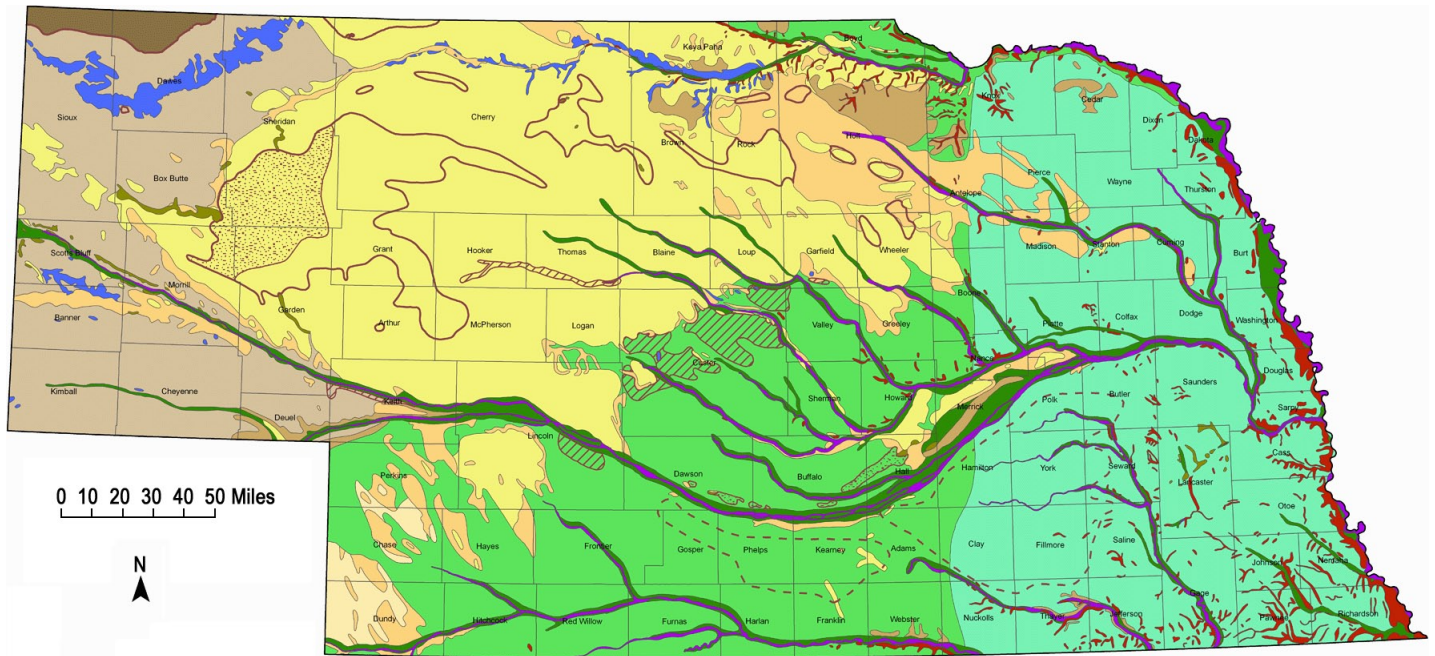 Boyd
Keya Paha
Dawes
Knox
Cedar
Sioux
Cherry
Sheridan
Dixon
Dakota
Holt
Brown
Rock
Box Butte
Pierce
Wayne
Thurston
Antelope
Grant
Hooker
Thomas
Blaine
Loup
Garfield
Wheeler
Madison
Stanton
Cuming
Burt
Scotts Bluff
Morrill
Garden
Boone
Banner
Arthur
McPherson
Logan
Valley
Greeley
Platte
Colfax
Dodge
Washington
Custer
Nance
Douglas
Kimball
Cheyenne
Keith
Sherman
Howard
Merrick
Polk
Butler
Saunders
Sarpy
Deuel
Lincoln
Cass
Perkins
Dawson
Buffalo
Hall
Hamilton
York
Seward
Lancaster
0 10 20 30 40 50 Miles
Otoe
Chase
Hayes
Frontier
Gosper
Phelps
Kearney
Adams
Clay
Fillmore
Saline
Johnson
Nemaha
N
Gage
Dundy
Hitchcock
Red Willow
Furnas
Harlan
Franklin
Webster
Nuckolls
Thayer
Jefferson
Pawnee
Richardson